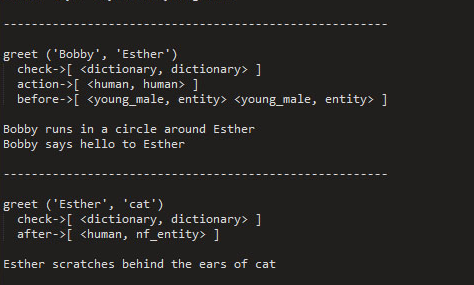 -------------------------------------------------------
greet ('Bobby', 'Esther')
  check->[ <dictionary, dictionary> ]
  action->[ <human, human> ]
  before->[ <young_male, entity> <young_male, entity> ]
Bobby runs in a circle around Esther
Bobby says hello to Esther
-------------------------------------------------------
greet ('Esther', 'cat')
  check->[ <dictionary, dictionary> ]
  after->[ <human, nf_entity> ]
Esther scratches behind the ears of cat